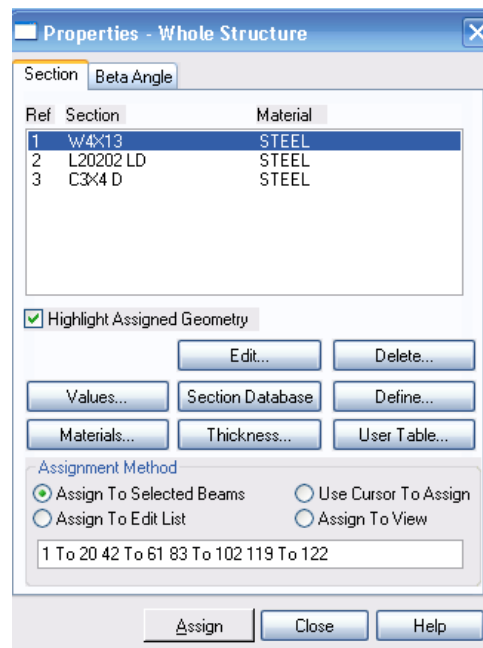 Properties - Whole Structure
Section Beta Angle
Ref Section Material
1 W4X13 STEEL
2 L20202 LD STEEL
3 C3X4 D STEEL
Highlight Assigned Geometry
Edit... Delete...
Values... Section Database Define...
Materials... Thickness... User Table...
Assignment Method
Assign To Selected Beams Use Cursor To Assign
Assign To Edit List Assign To View
1 To 20 42 To 61 83 To 102 119 To 122
Assign Close Help